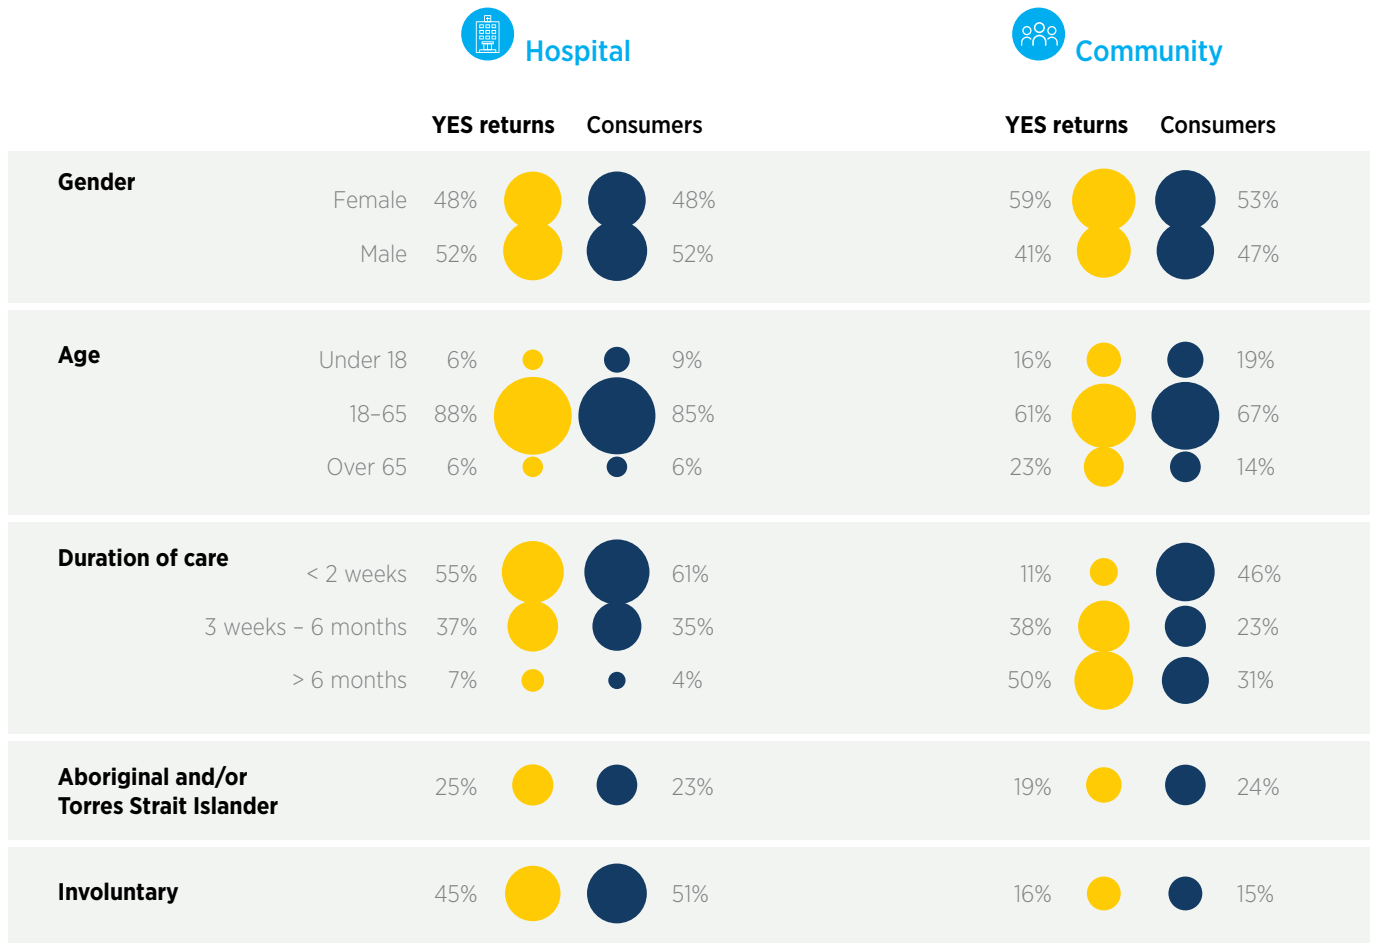 Hospital Community
YES returns Consumers YES returns Consumers
Gender
Female 48% 48% 59% 53%
Male 52% 52% 41% 47%
Age
Under 18 6% 9% 16% 19%
18–65 88% 85% 61% 67%
Over 65 6% 6% 23% 14%
Duration of care
< 2 weeks 55% 61% 11% 46%
3 weeks – 6 months 37% 35% 38% 23%
> 6 months 7% 4% 50% 31%
Aboriginal and/or
Torres Strait Islander
25% 23% 19% 24%
Involuntary 45% 51% 16% 15%